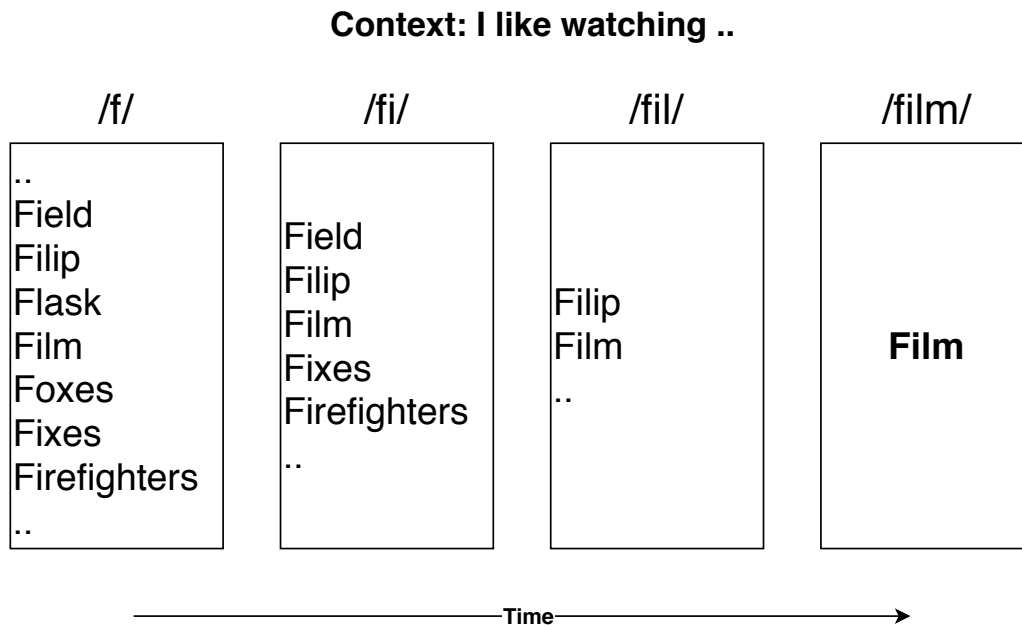 Context: I like watching ..
/f/
..
Field
Filip
Flask
Film
Foxes
Fixes
Firefighters
..
/fi/
Field
Filip
Film
Fixes
Firefighters
..
/fil/
Filip
Film
..
/film/
Film
Time